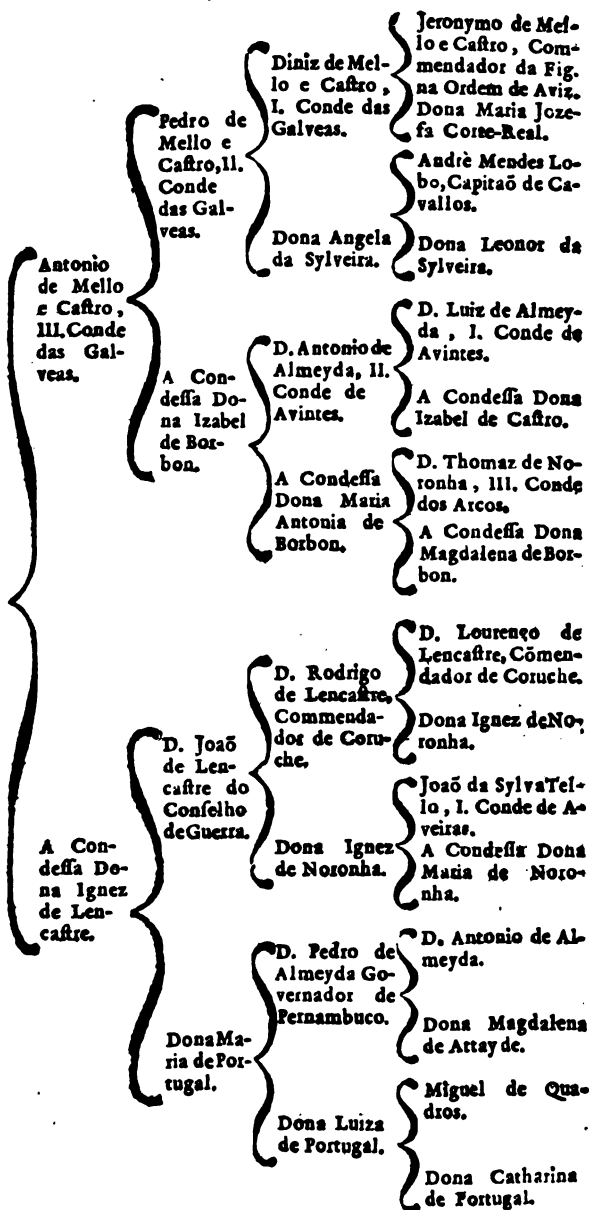 Antonio
de Mello
e Caſtro,
III. Conde
das Gal-
veas.
Pedro de
Mello e
Caſtro, II.
Conde
das Gal-
veas.
Diniz de Mel-
lo e Caſtro,
I. Conde das
Galveas.
Jeronymo de Mel-
lo e Caſtro, Com-
mendador da Fig.
na Ordem de Aviz.
Dona Maria Joze-
fa Corte-Real.
Dona Angela
da Sylveira.
Andrè Mendes Lo-
bo, Capitaõ de Ca-
vallos.
Dona Leonor da
Sylveira.
A Con-
deſſa Do-
na Izabel
de Bor-
bon.
D. Antonio de
Almeyda, II.
Conde de
Avintes.
D. Luiz de Almey-
da, I. Conde de
Avintes.
A Condeſſa Dona
Izabel de Caſtro.
A Condeſſa
Dona Maria
Antonia de
Borbon.
D. Thomaz de No-
ronha, III. Conde
dos Arcos.
A Condeſſa Dona
Magdalena de Bor-
bon.
A Con-
deſſa Do-
na Ignez
de Len-
caſtre.
D. Joaõ
de Len-
caſtre do
Conſelho
de Guerra.
D. Rodrigo
de Lencaſtre,
Commenda-
dor de Coru-
che.
D. Lourenço de
Lencaſtre, Cõmen-
dador de Coruche.
Dona Ignez de No-
ronha.
Dona Ignez
de Noronha.
Joaõ da Sylva Tel-
lo, I. Conde de A-
veiras.
A Condeſſa Dona
Maria de Noro-
nha.
Dona Ma-
ria de Por-
tugal.
D. Pedro de
Almeyda Go-
vernador de
Pernambuco.
D. Antonio de Al-
meyda.
Dona Magdalena
de Attayde.
Dona Luiza
de Portugal.
Miguel de Qua-
dros.
Dona Catharina
de Portugal.